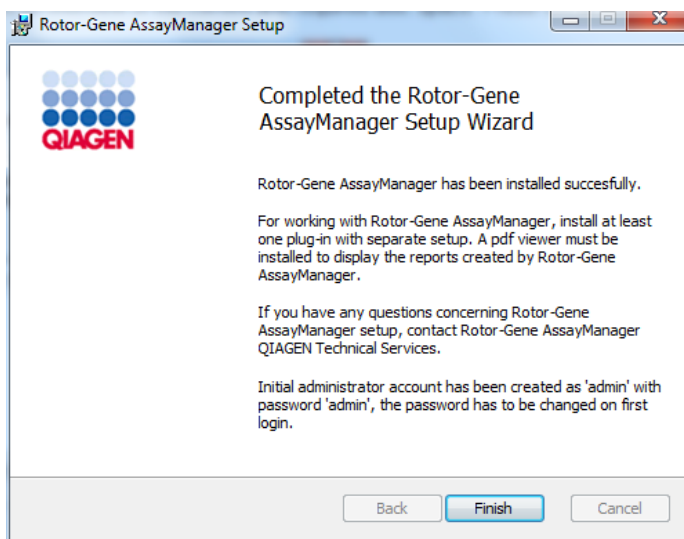 Rotor-Gene AssayManager Setup
QIAGEN
Completed the Rotor-Gene
AssayManager Setup Wizard
Rotor-Gene AssayManager has been installed succesfully.
For working with Rotor-Gene AssayManager, install at least
one plug-in with separate setup. A pdf viewer must be
installed to display the reports created by Rotor-Gene
AssayManager.
If you have any questions concerning Rotor-Gene
AssayManager setup, contact Rotor-Gene AssayManager
QIAGEN Technical Services.
Initial administrator account has been created as 'admin' with
password 'admin', the password has to be changed on first
login.
Back
Finish
Cancel